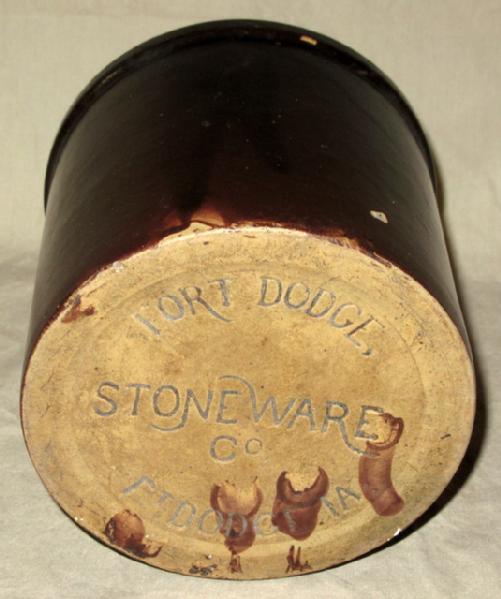 FORT DODGE,
STONEWARE
Co
FT DODGE IA